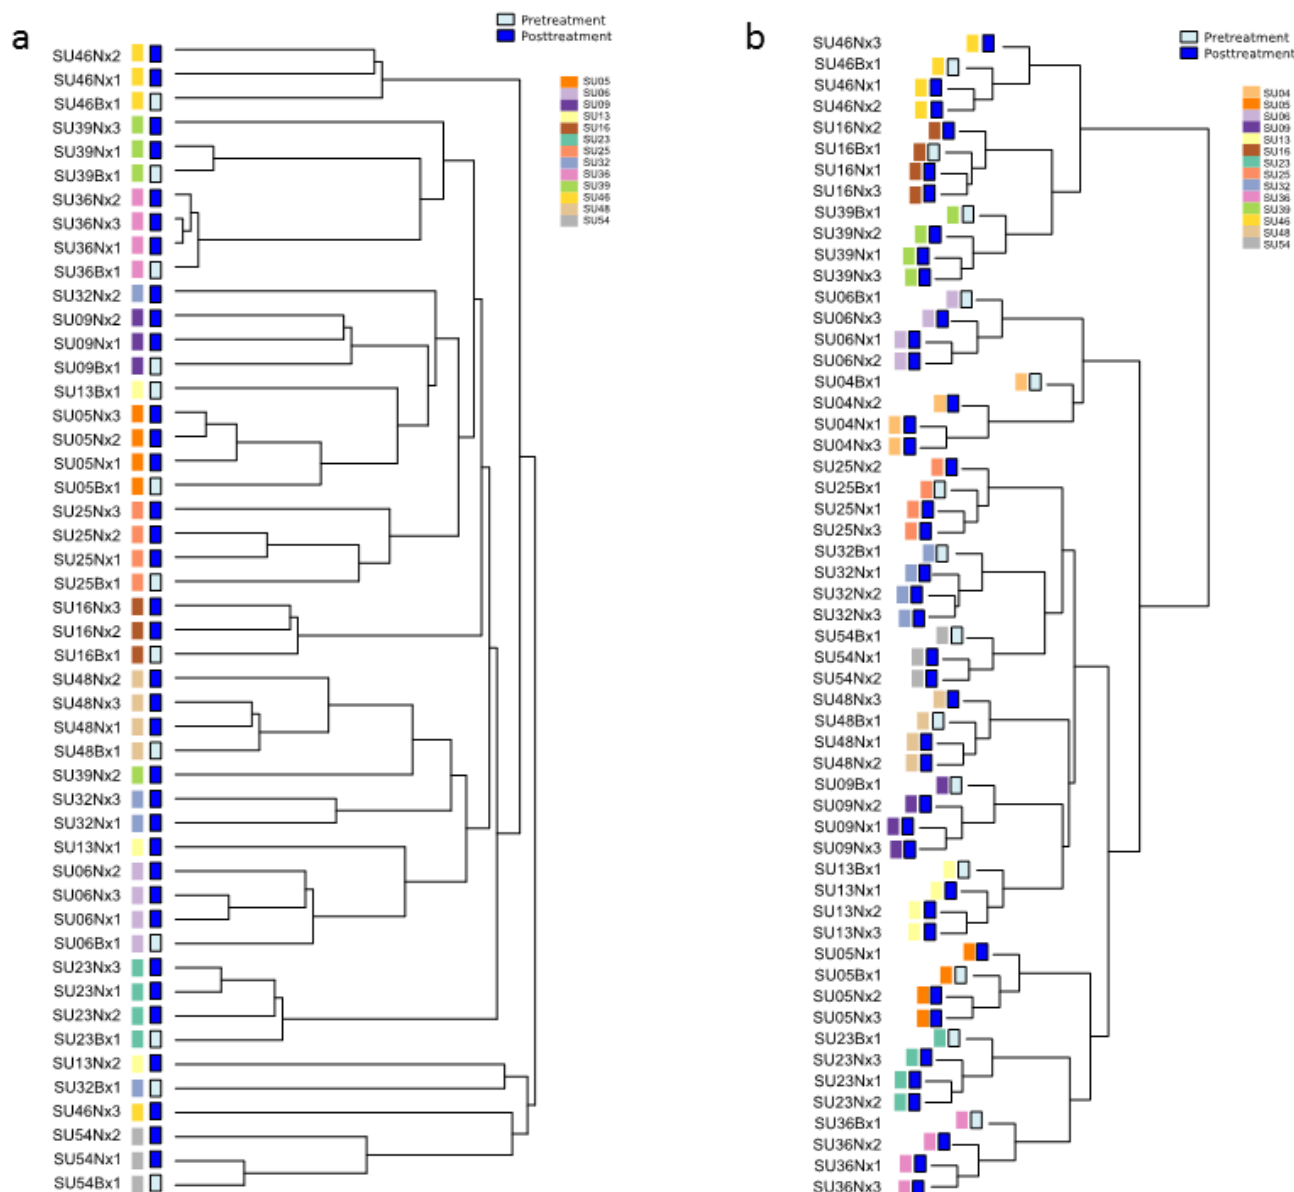 a
Pretreatment
Posttreatment
SU46Nx2
SU46Nx1
SU46Bx1
SU39Nx3
SU39Nx1
SU39Bx1
SU36Nx2
SU36Nx3
SU36Nx1
SU36Bx1
SU32Nx2
SU09Nx2
SU09Nx1
SU09Bx1
SU13Bx1
SU05Nx3
SU05Nx2
SU05Nx1
SU05Bx1
SU25Nx3
SU25Nx2
SU25Nx1
SU25Bx1
SU16Nx3
SU16Nx2
SU16Bx1
SU48Nx2
SU48Nx3
SU48Nx1
SU48Bx1
SU39Nx2
SU32Nx3
SU32Nx1
SU13Nx1
SU06Nx2
SU06Nx3
SU06Nx1
SU06Bx1
SU23Nx3
SU23Nx1
SU23Nx2
SU23Bx1
SU13Nx2
SU32Bx1
SU46Nx3
SU54Nx2
SU54Nx1
SU54Bx1
SU05
SU06
SU09
SU13
SU16
SU23
SU25
SU32
SU36
SU39
SU46
SU48
SU54
b
Pretreatment
Posttreatment
SU46Nx3
SU46Bx1
SU46Nx1
SU46Nx2
SU16Nx2
SU16Bx1
SU16Nx1
SU16Nx3
SU39Bx1
SU39Nx2
SU39Nx1
SU39Nx3
SU06Bx1
SU06Nx3
SU06Nx1
SU06Nx2
SU04Bx1
SU04Nx2
SU04Nx1
SU04Nx3
SU25Nx2
SU25Bx1
SU25Nx1
SU25Nx3
SU32Bx1
SU32Nx1
SU32Nx2
SU32Nx3
SU54Bx1
SU54Nx1
SU54Nx2
SU48Nx3
SU48Bx1
SU48Nx1
SU48Nx2
SU09Bx1
SU09Nx2
SU09Nx1
SU09Nx3
SU13Bx1
SU13Nx1
SU13Nx2
SU13Nx3
SU05Nx1
SU05Bx1
SU05Nx2
SU05Nx3
SU23Bx1
SU23Nx3
SU23Nx1
SU23Nx2
SU36Bx1
SU36Nx2
SU36Nx1
SU36Nx3
SU04
SU05
SU06
SU09
SU13
SU16
SU23
SU25
SU32
SU36
SU39
SU46
SU48
SU54